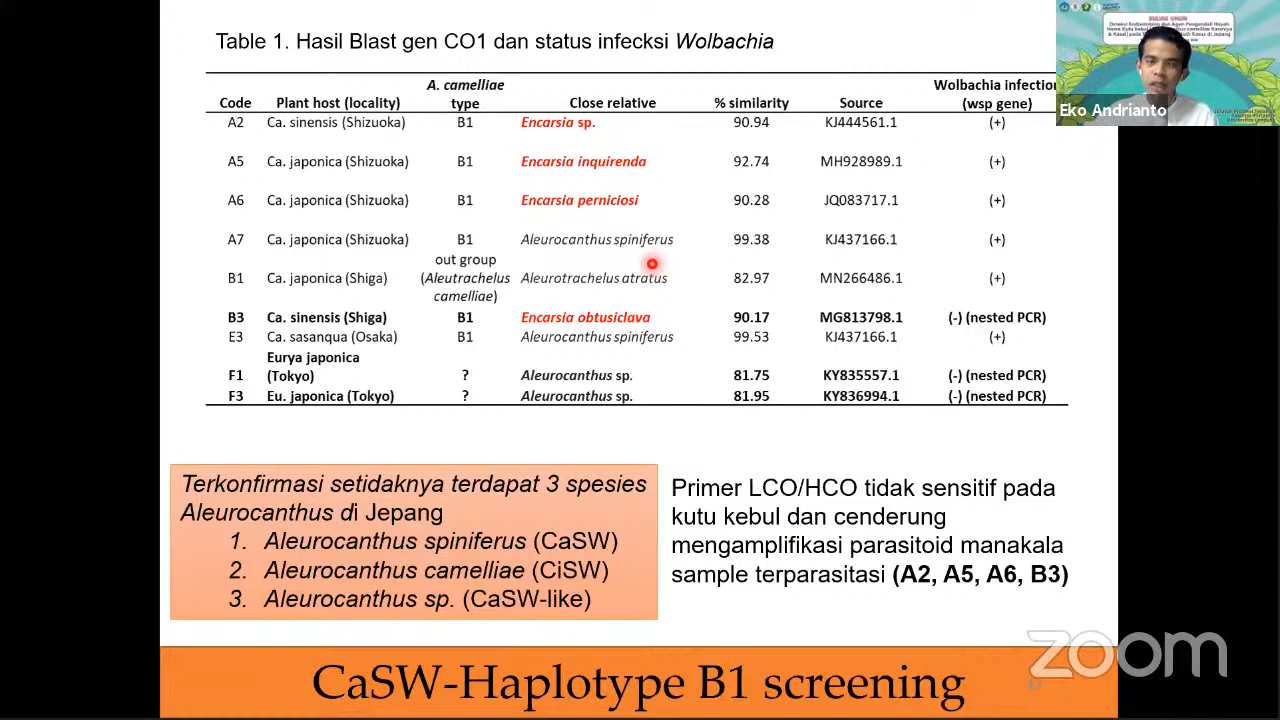 Table 1. Hasil Blast gen CO1 dan status infecksi Wolbachia
Code Plant host (locality) A. camelliae type Close relative % similarity Source Wolbachia infection (wsp gene)
A2 Ca. sinensis (Shizuoka) B1 Encarsia sp. 90.94 KJ444561.1 (+)
A5 Ca. japonica (Shizuoka) B1 Encarsia inquirenda 92.74 MH928989.1 (+)
A6 Ca. japonica (Shizuoka) B1 Encarsia perniciosi 90.28 JQ083717.1 (+)
A7 Ca. japonica (Shizuoka) B1 Aleurocanthus spiniferus 99.38 KJ437166.1 (+)
B1 Ca. japonica (Shiga) out group (Aleutrachelus camelliae) Aleurotrachelus atratus 82.97 MN266486.1 (+)
B3 Ca. sinensis (Shiga) B1 Encarsia obtusiclava 90.17 MG813798.1 (-) (nested PCR)
E3 Ca. sasanqua (Osaka) B1 Aleurocanthus spiniferus 99.53 KJ437166.1 (+)
F1 Eurya japonica (Tokyo) ? Aleurocanthus sp. 81.75 KY835557.1 (-) (nested PCR)
F3 Eu. japonica (Tokyo) ? Aleurocanthus sp. 81.95 KY836994.1 (-) (nested PCR)
Terkonfirmasi setidaknya terdapat 3 spesies
Aleurocanthus di Jepang
1. Aleurocanthus spiniferus (CaSW)
2. Aleurocanthus camelliae (CiSW)
3. Aleurocanthus sp. (CaSW-like)
Primer LCO/HCO tidak sensitif pada
kutu kebul dan cenderung
mengamplifikasi parasitoid manakala
sample terparasitasi (A2, A5, A6, B3)
CaSW-Haplotype B1 screening
KULIAH UMUM
Eko Andrianto
zoom